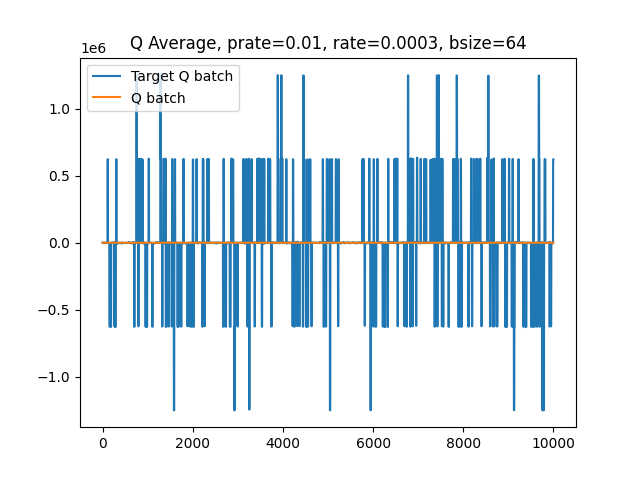 Q Average, prate=0.01, rate=0.0003, bsize=64
1e6
Target Q batch
Q batch
1.0
0.5
0.0
−0.5
−1.0
0 2000 4000 6000 8000 10000